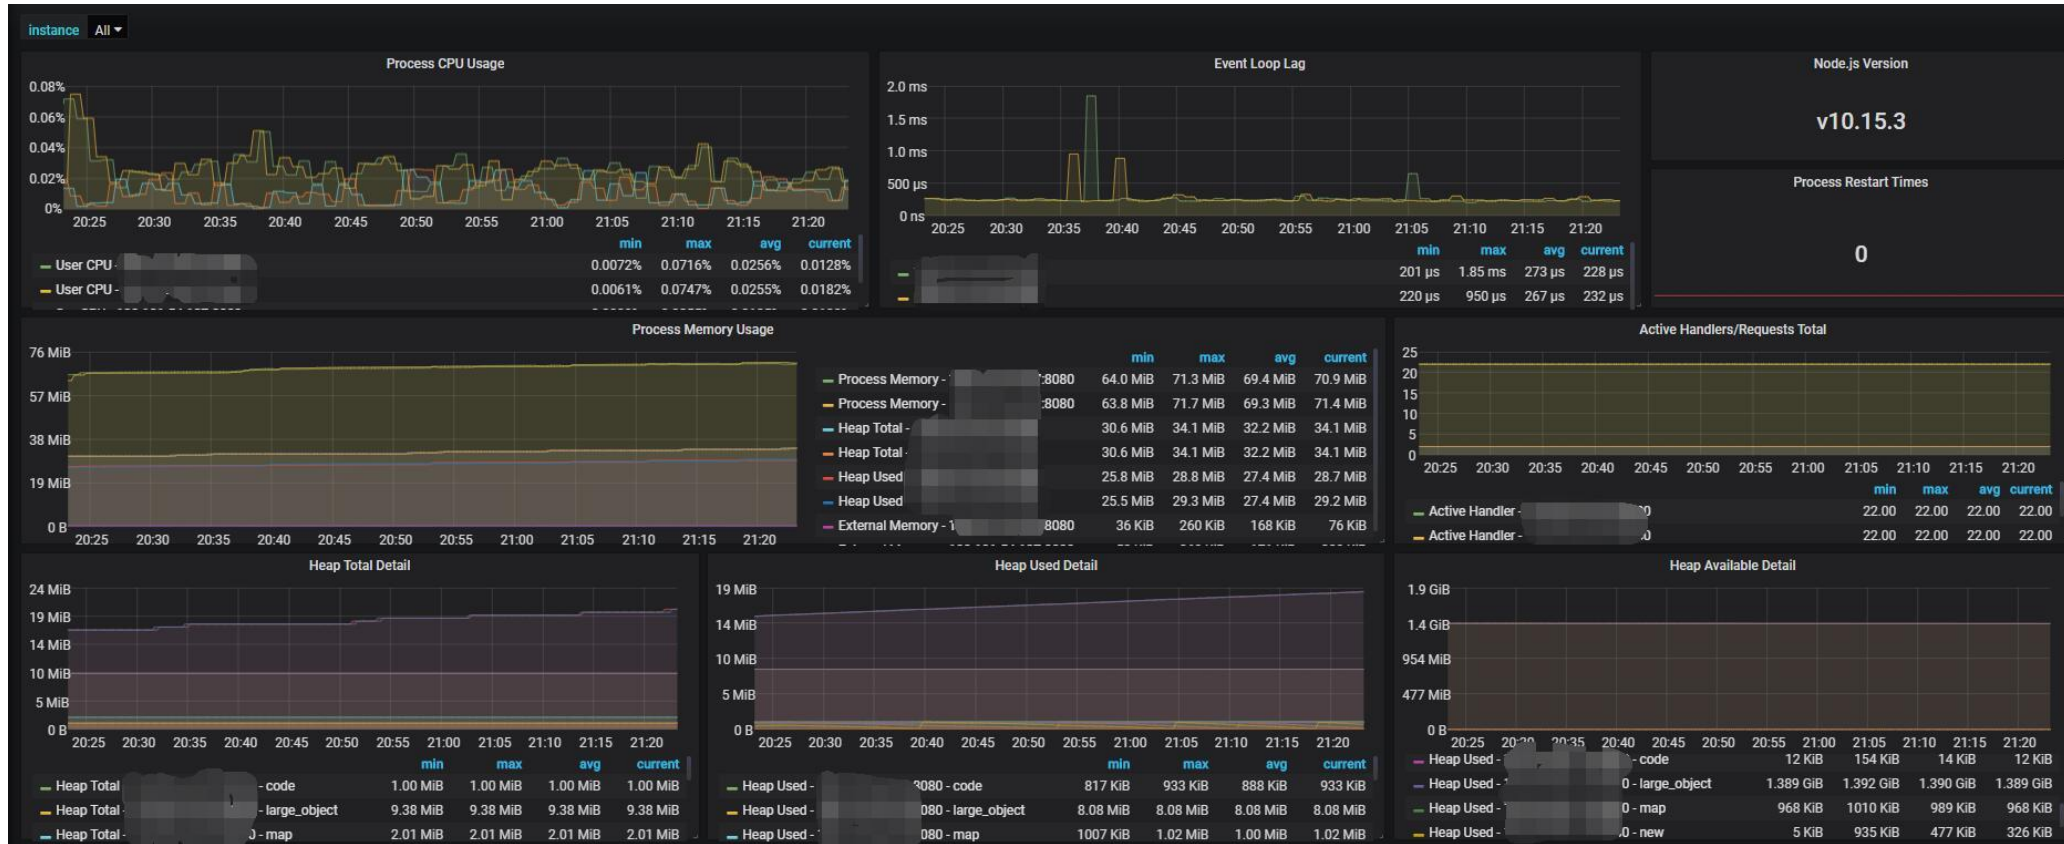 instance All
Process CPU Usage
0.08%
0.06%
0.04%
0.02%
0%
20:25 20:30 20:35 20:40 20:45 20:50 20:55 21:00 21:05 21:10 21:15 21:20
min max avg current
User CPU - 0.0072% 0.0716% 0.0256% 0.0128%
User CPU - 0.0061% 0.0747% 0.0255% 0.0182%
Event Loop Lag
2.0 ms
1.5 ms
1.0 ms
500 µs
0 ns
20:25 20:30 20:35 20:40 20:45 20:50 20:55 21:00 21:05 21:10 21:15 21:20
min max avg current
201 µs 1.85 ms 273 µs 228 µs
220 µs 950 µs 267 µs 232 µs
Node.js Version
v10.15.3
Process Restart Times
0
Process Memory Usage
76 MiB
57 MiB
38 MiB
19 MiB
0 B
20:25 20:30 20:35 20:40 20:45 20:50 20:55 21:00 21:05 21:10 21:15 21:20
min max avg current
Process Memory - :8080 64.0 MiB 71.3 MiB 69.4 MiB 70.9 MiB
Process Memory - :8080 63.8 MiB 71.7 MiB 69.3 MiB 71.4 MiB
Heap Total - 30.6 MiB 34.1 MiB 32.2 MiB 34.1 MiB
Heap Total - 30.6 MiB 34.1 MiB 32.2 MiB 34.1 MiB
Heap Used 25.8 MiB 28.8 MiB 27.4 MiB 28.7 MiB
Heap Used 25.5 MiB 29.3 MiB 27.4 MiB 29.2 MiB
External Memory - 8080 36 KiB 260 KiB 168 KiB 76 KiB
Active Handlers/Requests Total
25
20
15
10
5
0
20:25 20:30 20:35 20:40 20:45 20:50 20:55 21:00 21:05 21:10 21:15 21:20
min max avg current
Active Handler - 22.00 22.00 22.00 22.00
Active Handler - 22.00 22.00 22.00 22.00
Heap Total Detail
24 MiB
19 MiB
14 MiB
10 MiB
5 MiB
0 B
20:25 20:30 20:35 20:40 20:45 20:50 20:55 21:00 21:05 21:10 21:15 21:20
min max avg current
Heap Total - code 1.00 MiB 1.00 MiB 1.00 MiB 1.00 MiB
Heap Total - - large_object 9.38 MiB 9.38 MiB 9.38 MiB 9.38 MiB
Heap Total - - map 2.01 MiB 2.01 MiB 2.01 MiB 2.01 MiB
Heap Used Detail
19 MiB
14 MiB
10 MiB
5 MiB
0 B
20:25 20:30 20:35 20:40 20:45 20:50 20:55 21:00 21:05 21:10 21:15 21:20
min max avg current
Heap Used - 8080 - code 817 KiB 933 KiB 888 KiB 933 KiB
Heap Used - 080 - large_object 8.08 MiB 8.08 MiB 8.08 MiB 8.08 MiB
Heap Used - 080 - map 1007 KiB 1.02 MiB 1.00 MiB 1.02 MiB
Heap Available Detail
1.9 GiB
1.4 GiB
954 MiB
477 MiB
0 B
20:25 20:30 20:35 20:40 20:45 20:50 20:55 21:00 21:05 21:10 21:15 21:20
Heap Used - - code 12 KiB 154 KiB 14 KiB 12 KiB
Heap Used - 0 - large_object 1.389 GiB 1.392 GiB 1.390 GiB 1.389 GiB
Heap Used - 0 - map 968 KiB 1010 KiB 989 KiB 968 KiB
Heap Used - 0 - new 5 KiB 935 KiB 477 KiB 326 KiB